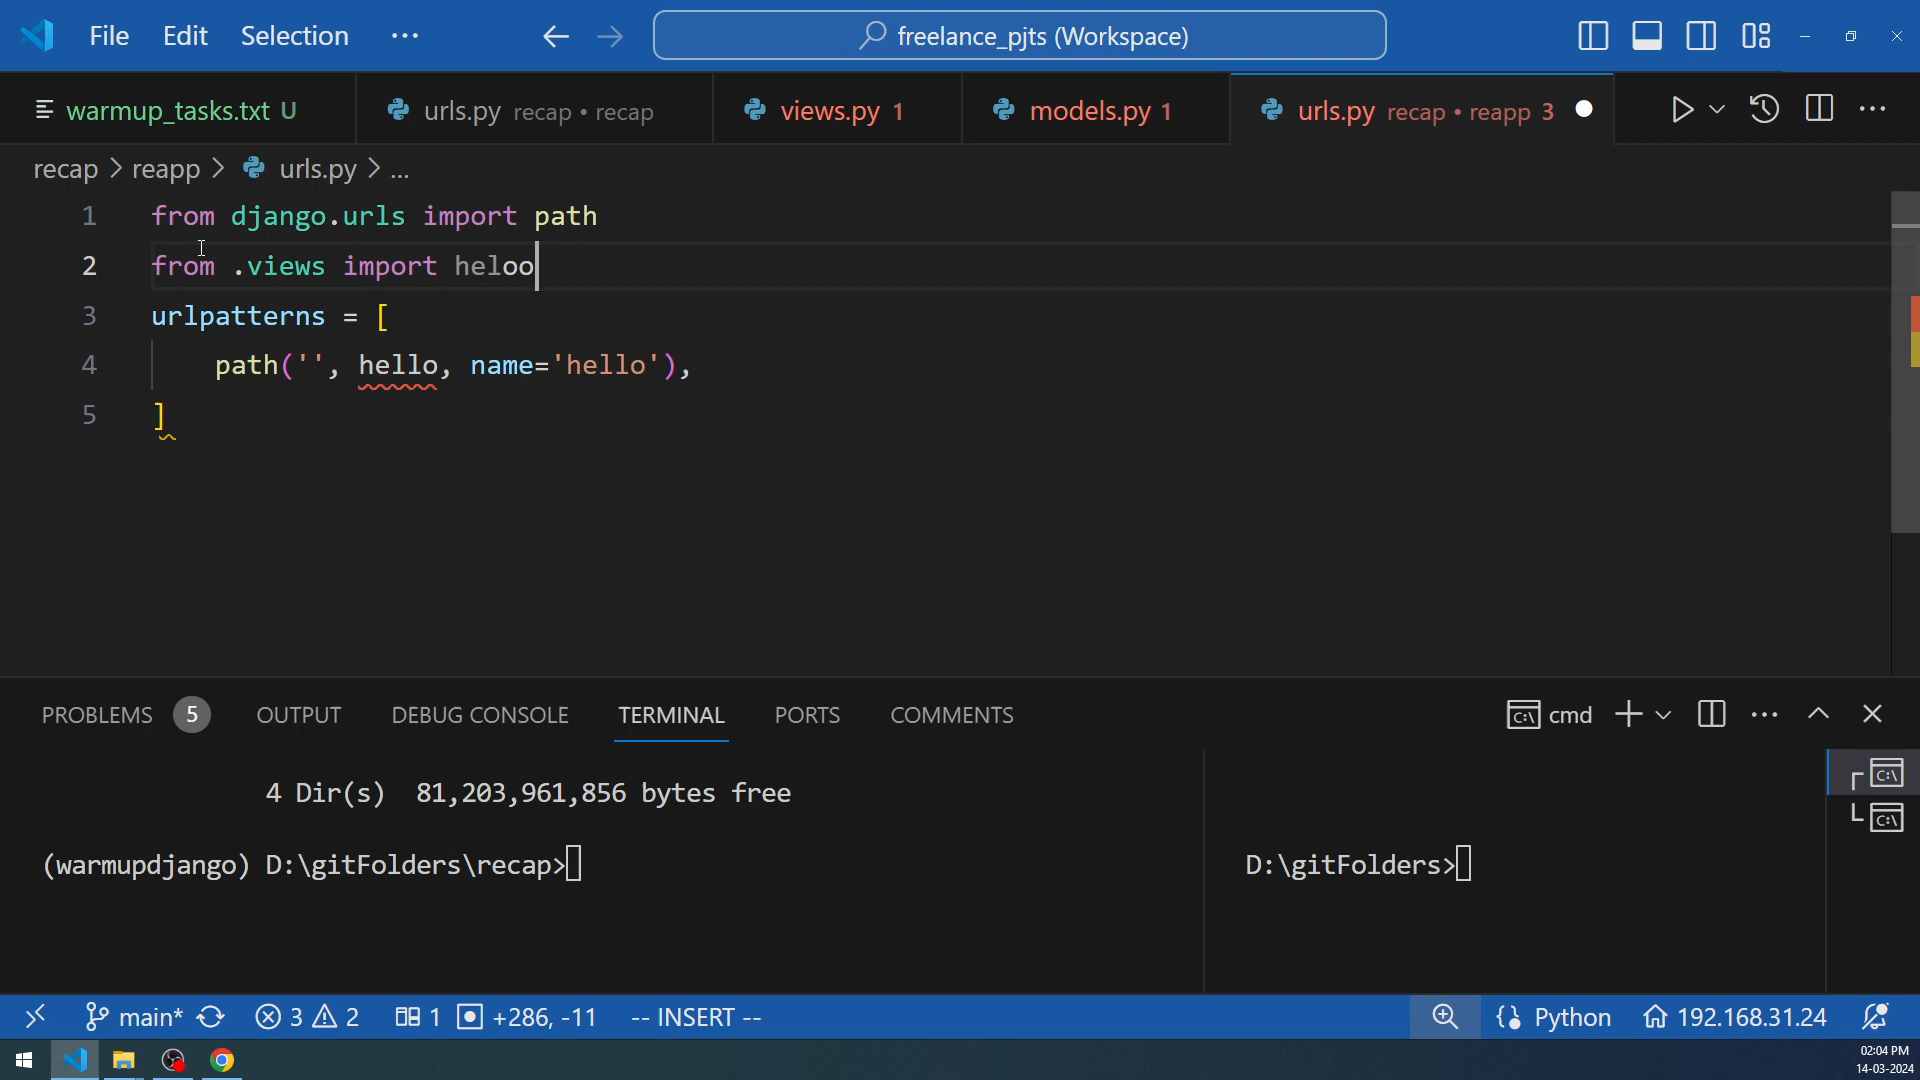 File Edit Selection ··· freelance_pjts (Workspace)
warmup_tasks.txt U urls.py recap • recap views.py 1 models.py 1 urls.py recap • reapp 3
recap > reapp > urls.py > ...
1 from django.urls import path
2 from .views import heloo
3 urlpatterns = [
4 path('', hello, name='hello'),
5 ]
PROBLEMS 5 OUTPUT DEBUG CONSOLE TERMINAL PORTS COMMENTS cmd
4 Dir(s) 81,203,961,856 bytes free
(warmupdjango) D:\gitFolders\recap> D:\gitFolders>
main* 3 2 1 +286, -11 -- INSERT -- Python 192.168.31.24
02:04 PM
14-03-2024